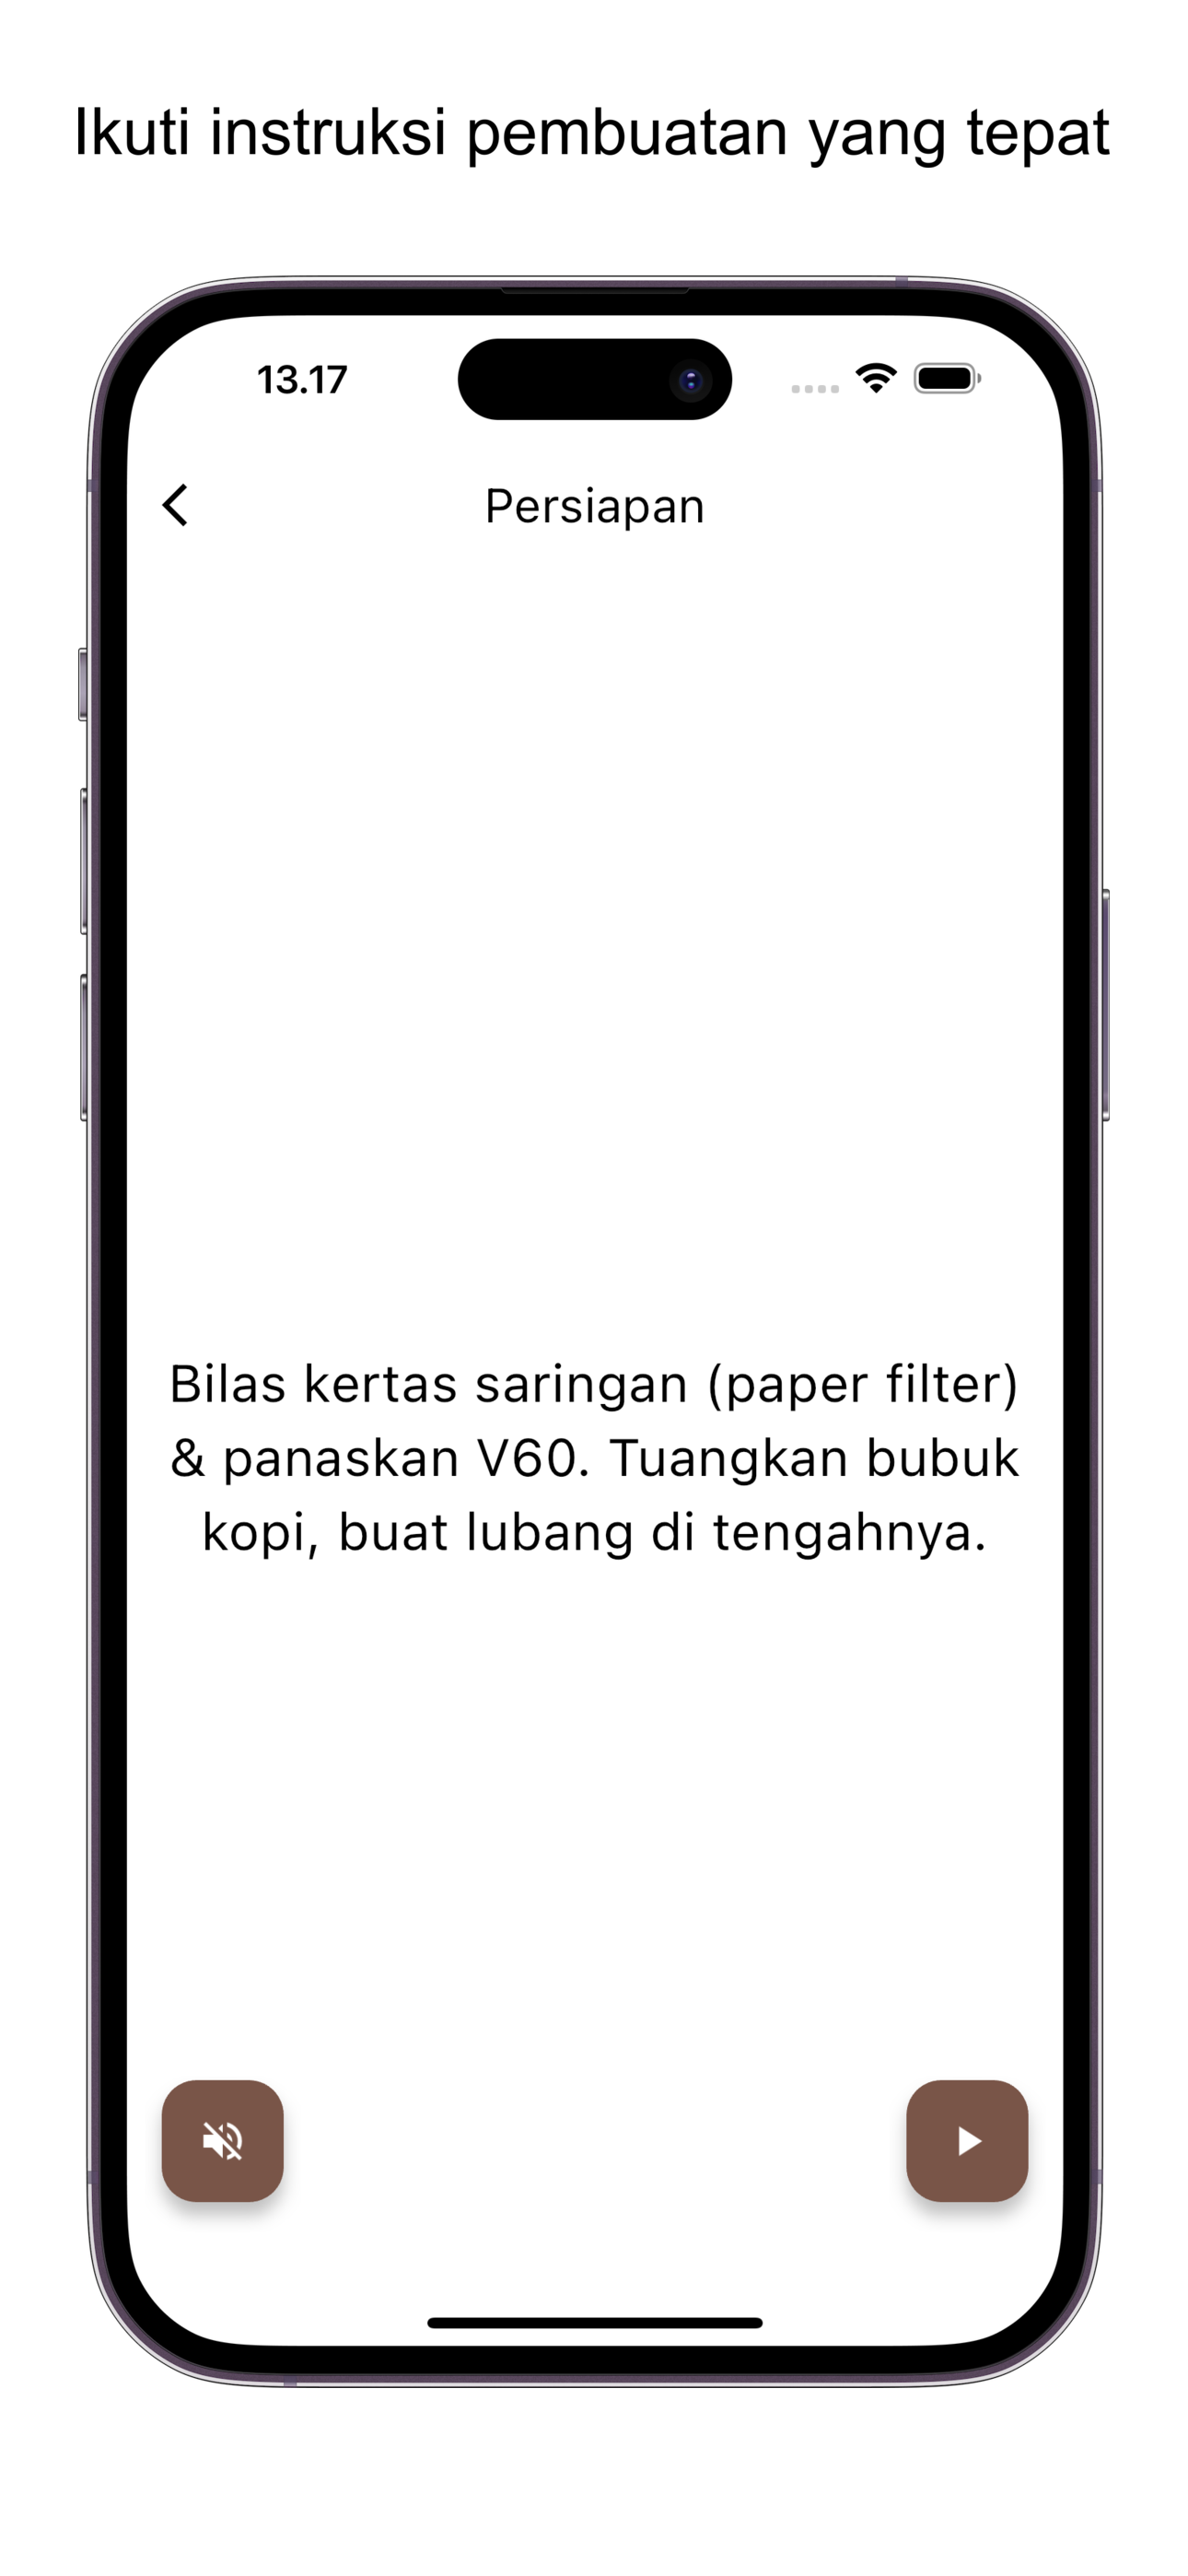 Ikuti instruksi pembuatan yang tepat
13.17
Persiapan
Bilas kertas saringan (paper filter)
& panaskan V60. Tuangkan bubuk
kopi, buat lubang di tengahnya.